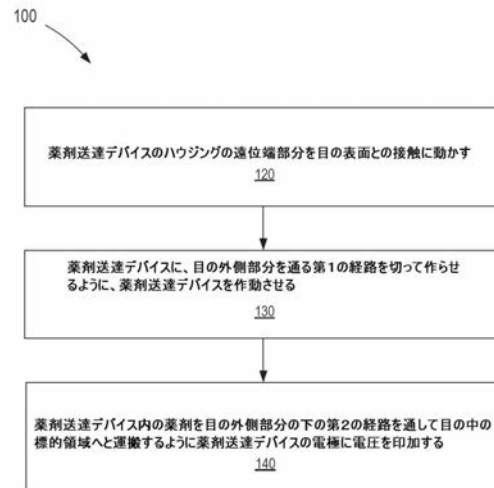 100
薬剤送達デバイスのハウジングの遠位端部分を目の表面との接触に動かす
120
薬剤送達デバイスに、目の外側部分を通る第1の経路を切って作らせ
るように、薬剤送達デバイスを作動させる
130
薬剤送達デバイス内の薬剤を目の外側部分の下の第2の経路を通して目の中の
標的領域へと運搬するように薬剤送達デバイスの電極に電圧を印加する
140